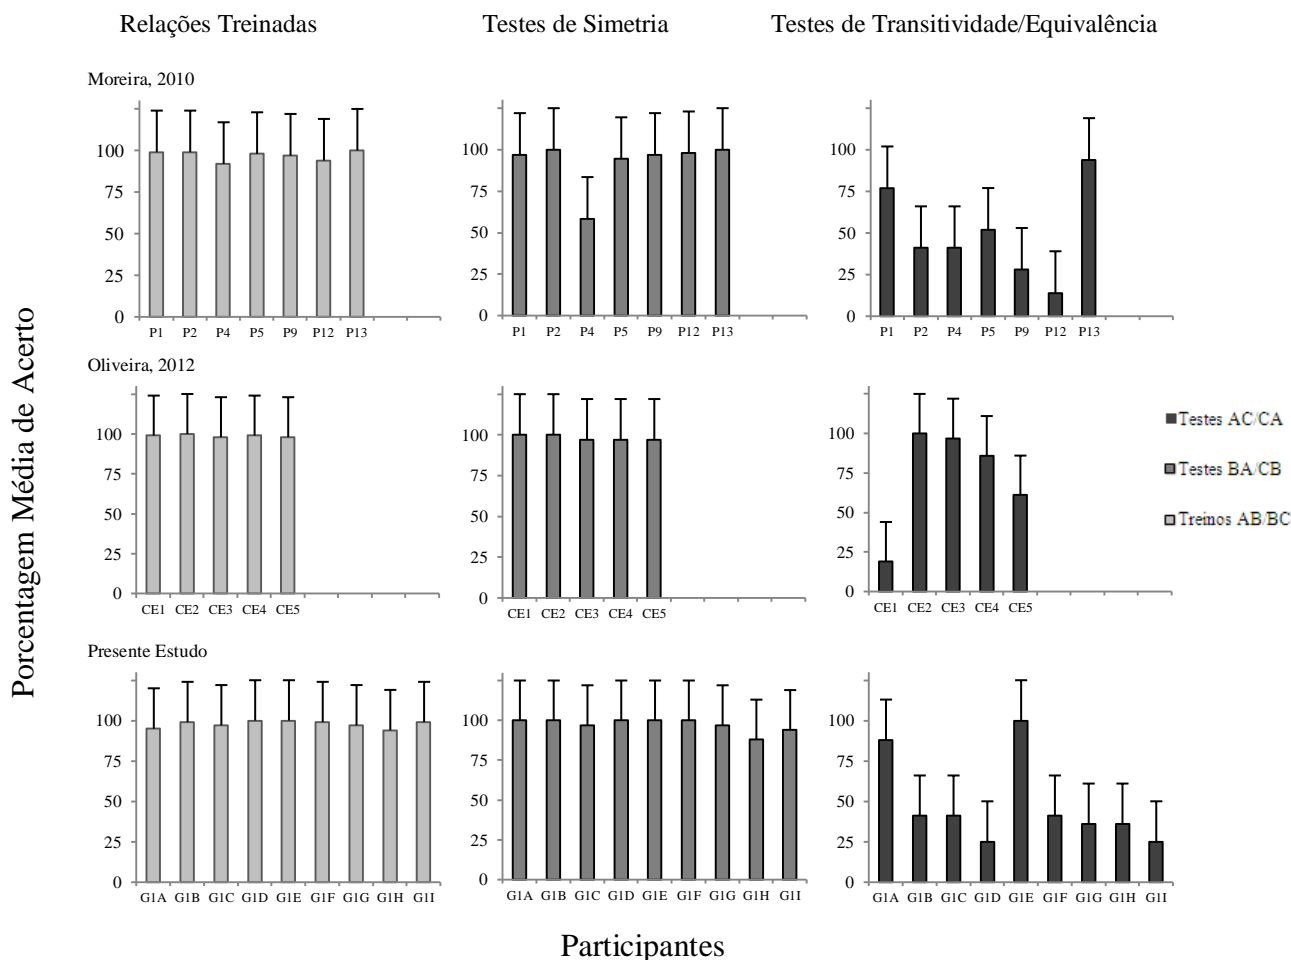 Relações Treinadas Testes de Simetria Testes de Transitividade/Equivalência
Porcentagem Média de Acerto
Moreira, 2010
100 100 100
75 75 75
50 50 50
25 25 25
0 0 0
P1 P2 P4 P5 P9 P12 P13 P1 P2 P4 P5 P9 P12 P13 P1 P2 P4 P5 P9 P12 P13
Oliveira, 2012
100 100 100
75 75 75
50 50 50
25 25 25
0 0 0
CE1 CE2 CE3 CE4 CE5 CE1 CE2 CE3 CE4 CE5 CE1 CE2 CE3 CE4 CE5
Testes AC/CA
Testes BA/CB
Treinos AB/BC
Presente Estudo
100 100 100
75 75 75
50 50 50
25 25 25
0 0 0
G1A G1B G1C G1D G1E G1F G1G G1H G1I G1A G1B G1C G1D G1E G1F G1G G1H G1I G1A G1B G1C G1D G1E G1F G1G G1H G1I
Participantes